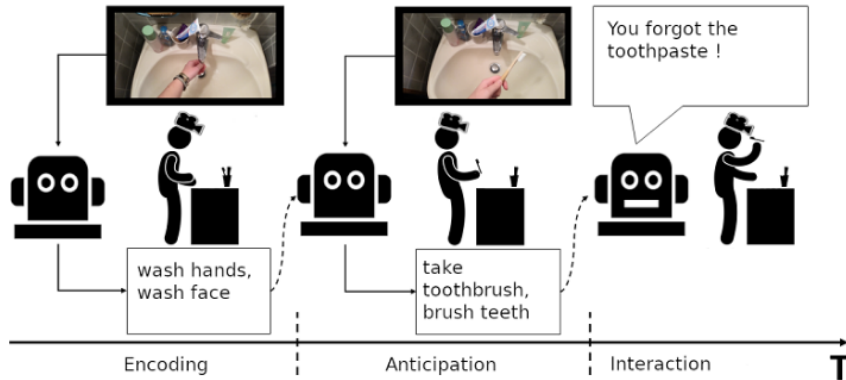 You forgot the
toothpaste !
wash hands,
wash face
take
toothbrush,
brush teeth
Encoding
Anticipation
Interaction
T